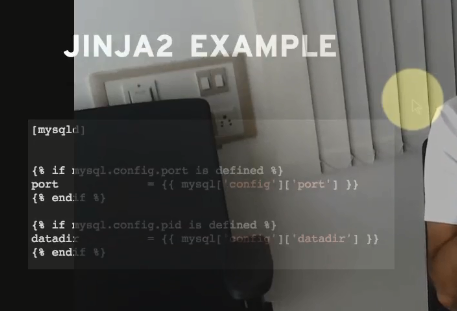 JINJA2 EXAMPLE
[mysqld]
{% if mysql.config.port is defined %}
port = {{ mysql['config']['port'] }}
{% endif %}
{% if mysql.config.pid is defined %}
datadir = {{ mysql['config']['datadir'] }}
{% endif %}